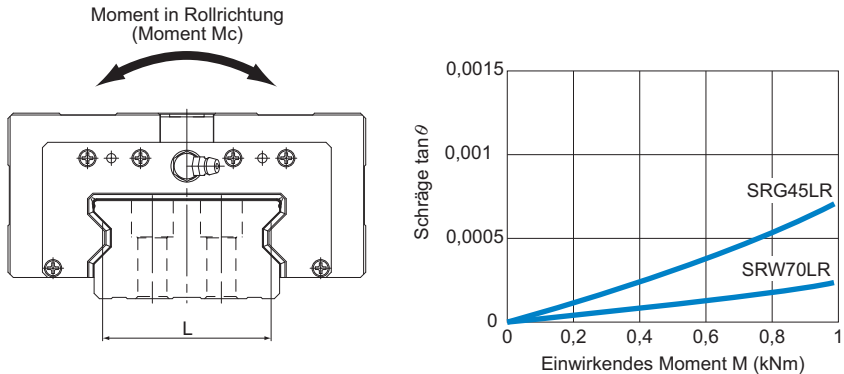 Moment in Rollrichtung
(Moment Mc)
L
Schräge tanθ
0,0015
0,001
0,0005
0
SRG45LR
SRW70LR
0
0,2
0,4
0,6
0,8
1
Einwirkendes Moment M (kNm)